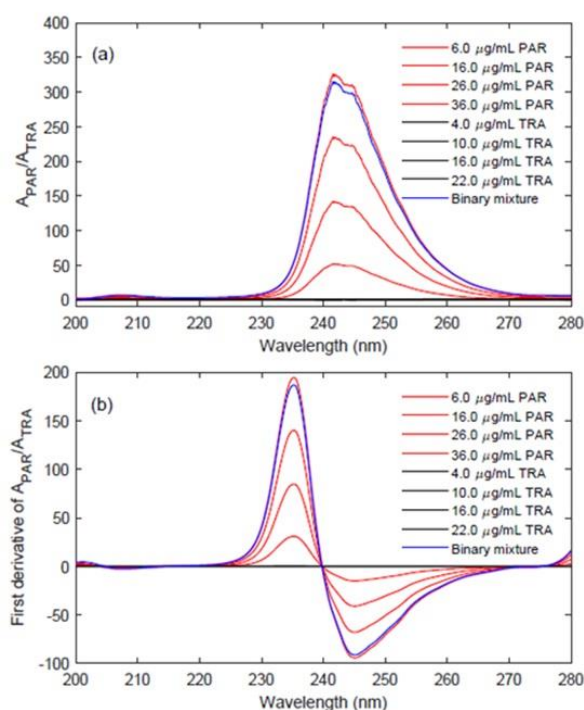 (a)
A_PAR/A_TRA
400
350
300
250
200
150
100
50
0
6.0 μg/mL PAR
16.0 μg/mL PAR
26.0 μg/mL PAR
36.0 μg/mL PAR
4.0 μg/mL TRA
10.0 μg/mL TRA
16.0 μg/mL TRA
22.0 μg/mL TRA
Binary mixture
200 210 220 230 240 250 260 270 280
Wavelength (nm)
(b)
First derivative of A_PAR/A_TRA
200
150
100
50
0
-50
-100
6.0 μg/mL PAR
16.0 μg/mL PAR
26.0 μg/mL PAR
36.0 μg/mL PAR
4.0 μg/mL TRA
10.0 μg/mL TRA
16.0 μg/mL TRA
22.0 μg/mL TRA
Binary mixture
200 210 220 230 240 250 260 270 280
Wavelength (nm)